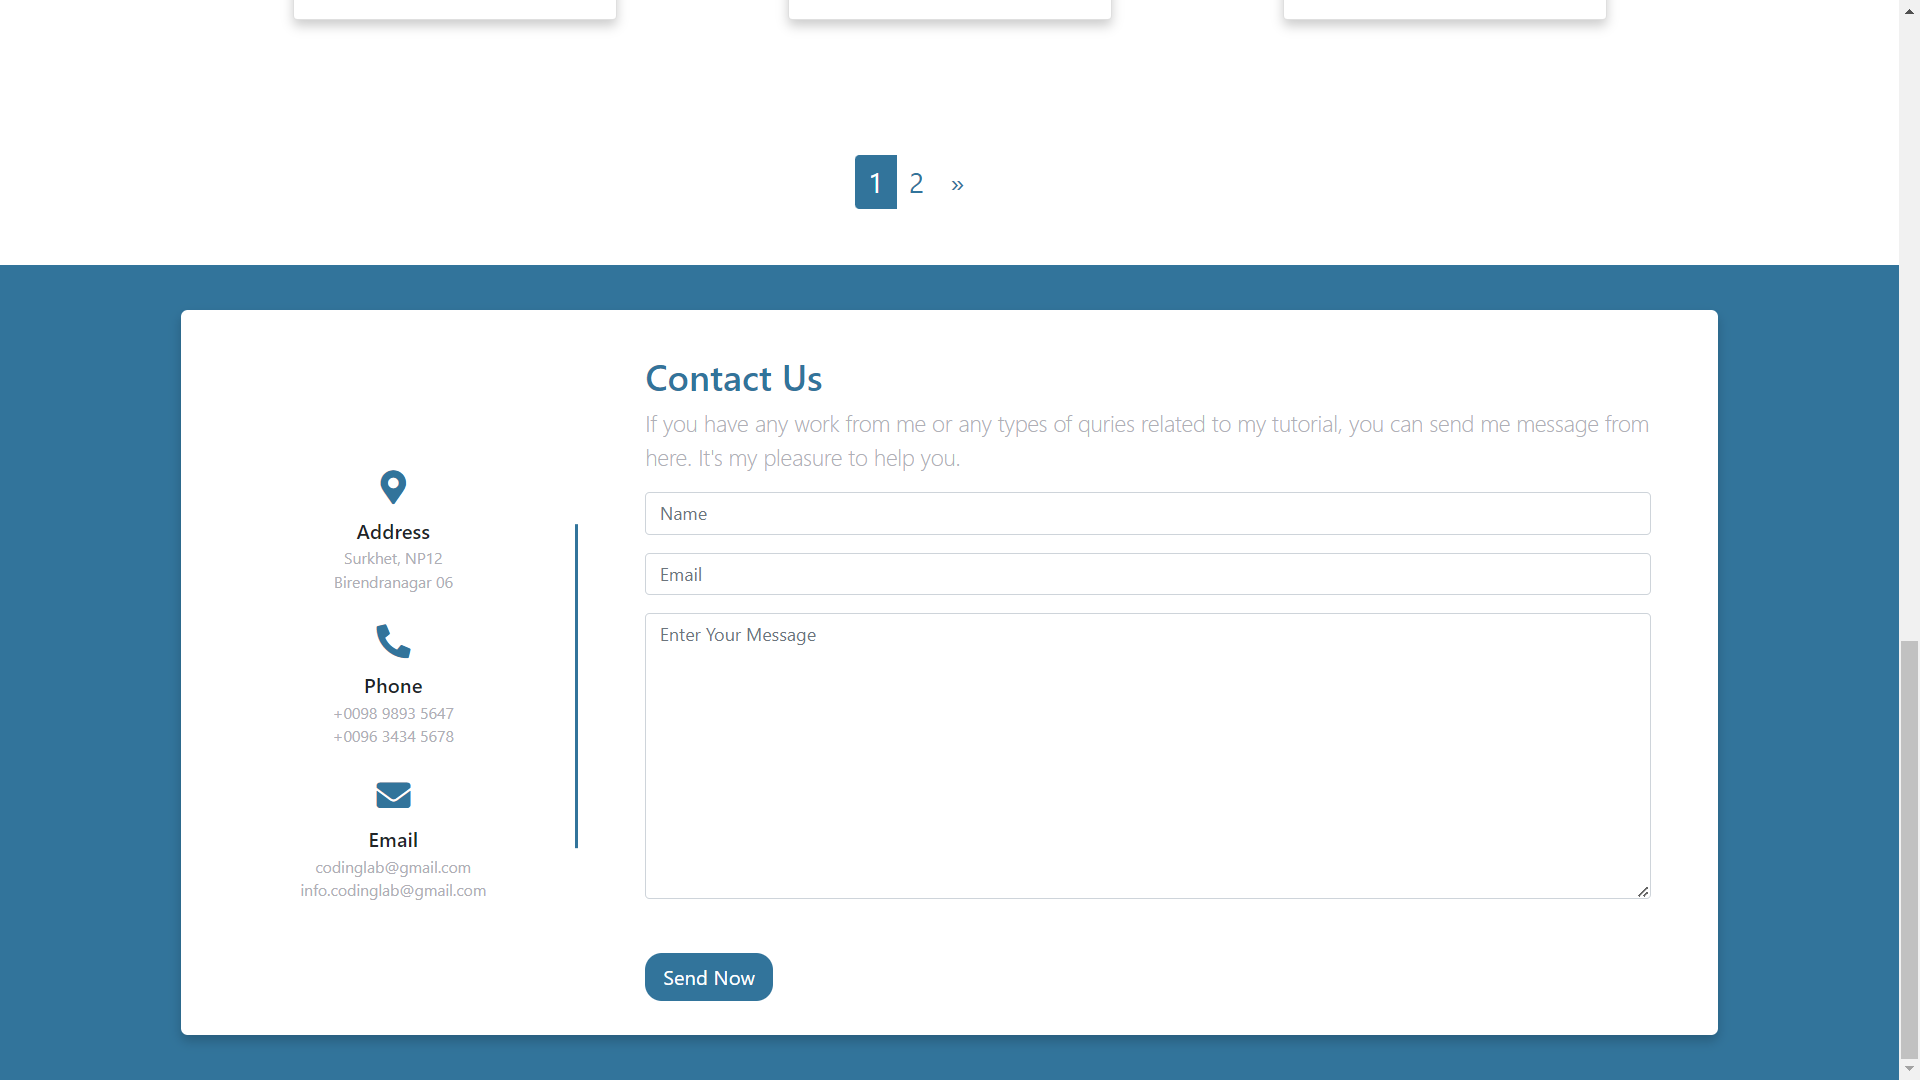 1 2 »
Contact Us
If you have any work from me or any types of quries related to my tutorial, you can send me message from
here. It's my pleasure to help you.
Address
Surkhet, NP12
Birendranagar 06
Phone
+0098 9893 5647
+0096 3434 5678
Email
codinglab@gmail.com
info.codinglab@gmail.com
Name
Email
Enter Your Message
Send Now